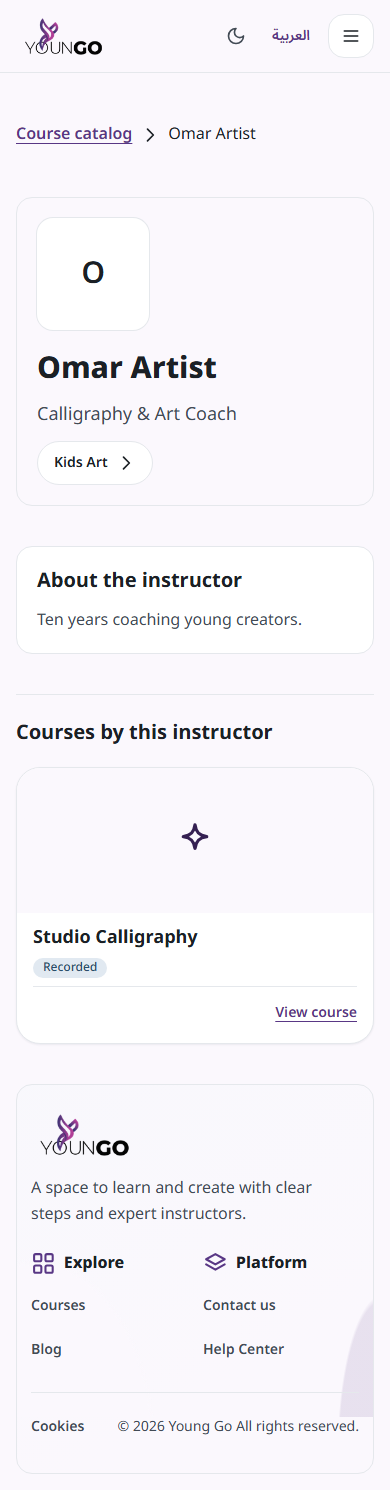 YOUNGO
العربية
Course catalog > Omar Artist
O
Omar Artist
Calligraphy & Art Coach
Kids Art
About the instructor
Ten years coaching young creators.
Courses by this instructor
Studio Calligraphy
Recorded
View course
YOUNGO
A space to learn and create with clear
steps and expert instructors.
Explore
Platform
Courses
Contact us
Blog
Help Center
Cookies
© 2026 Young Go All rights reserved.